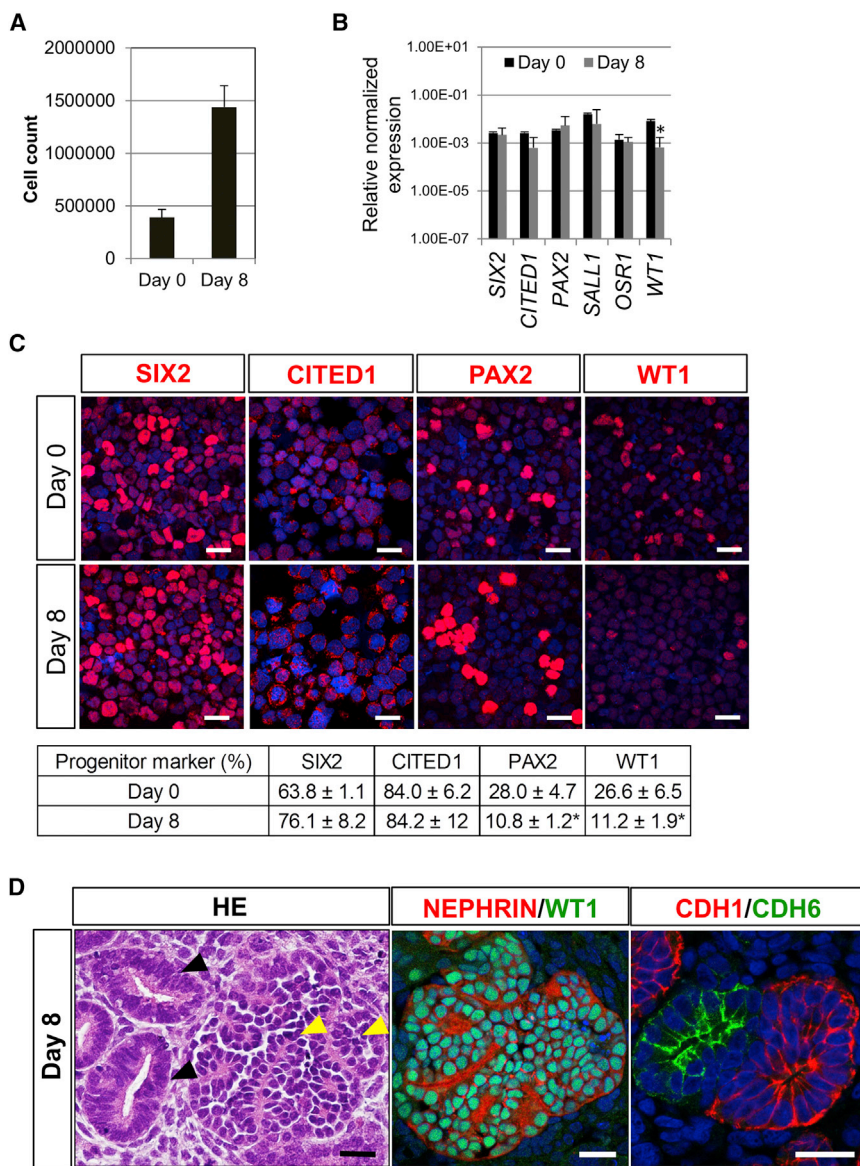 A
2000000
1500000
1000000
500000
0
Cell count
Day 0 Day 8
B
1.00E+01
1.00E-01
1.00E-03
1.00E-05
1.00E-07
Relative normalized
expression
Day 0 Day 8
*
SIX2
CITED1
PAX2
SALL1
OSR1
WT1
C
SIX2 CITED1 PAX2 WT1
Day 0
Day 8
Progenitor marker (%) SIX2 CITED1 PAX2 WT1
Day 0 63.8 ± 1.1 84.0 ± 6.2 28.0 ± 4.7 26.6 ± 6.5
Day 8 76.1 ± 8.2 84.2 ± 12 10.8 ± 1.2* 11.2 ± 1.9*
D
HE NEPHRIN/WT1 CDH1/CDH6
Day 8